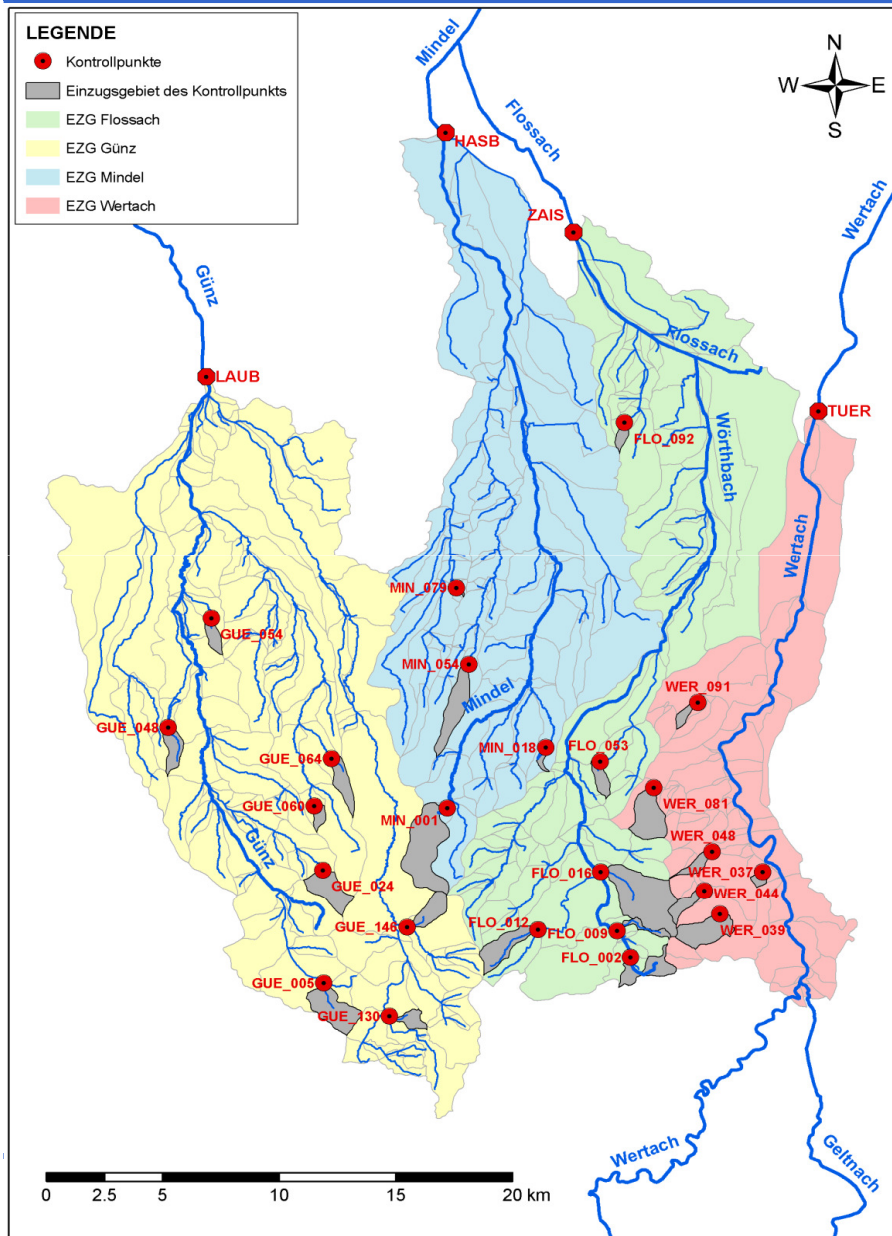 LEGENDE
Kontrollpunkte
Einzugsgebiet des Kontrollpunkts
EZG Flossach
EZG Günz
EZG Mindel
EZG Wertach
Mindel
Flossach
N
W
E
S
HASB
ZAIS
Wertach
Günz
LAUB
Flossach
TUER
FLO_092
Wörthbach
Wertach
MIN_079
GUE_054
MIN_054
Mindel
WER_091
GUE_048
MIN_018
FLO_053
GUE_064
WER_081
GUE_060
MIN_001
Günz
WER_048
GUE_024
FLO_016
WER_037
WER_044
GUE_146
FLO_012
FLO_009
WER_039
FLO_002
GUE_005
GUE_130
Wertach
Geltnach
0 2.5 5 10 15 20 km